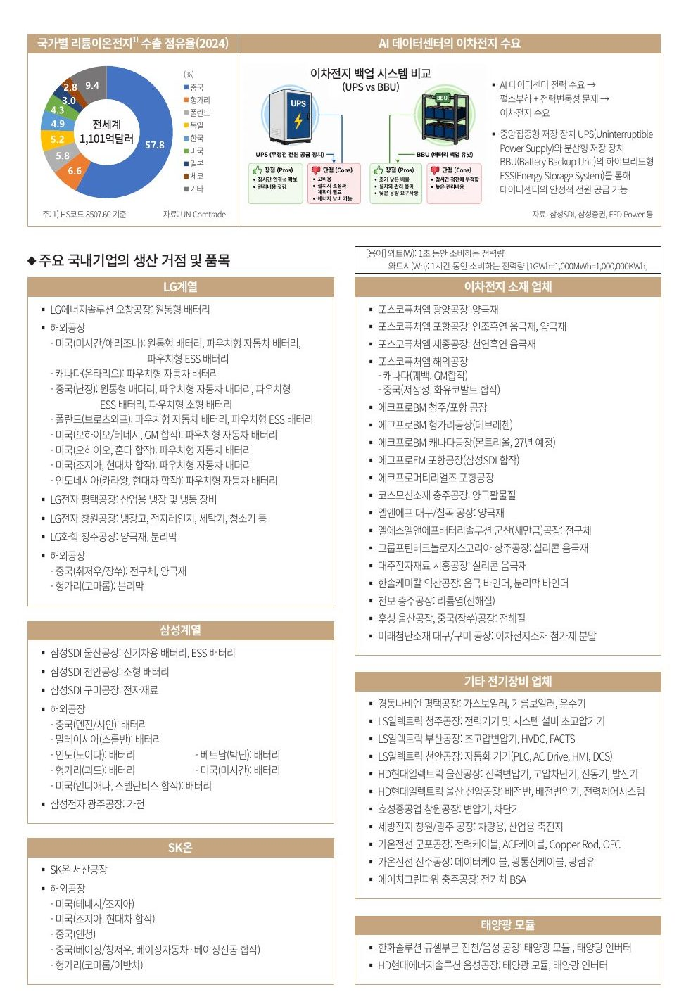 국가별 리튬이온전지1) 수출 점유율(2024)
(%)
중국
헝가리
폴란드
독일
한국
미국
일본
체코
기타
57.8
6.6
5.8
5.2
4.9
4.3
3.0
2.8
9.4
전세계
1,101억달러
주: 1) HS코드 8507.60 기준
자료: UN Comtrade
AI 데이터센터의 이차전지 수요
이차전지 백업 시스템 비교
(UPS vs BBU)
UPS
BBU
UPS (무정전 전원 공급 장치)
BBU (배터리 백업 유닛)
장점 (Pros)
• 장시간 안정성 확보
• 관리비용 절감
단점 (Cons)
• 고비용
• 설치시 조정과
계획이 필요
• 에너지 낭비 가능
장점 (Pros)
• 초기 낮은 비용
• 설치와 관리 용이
• 낮은 용량 요구사항
단점 (Cons)
• 장시간 정전에 부적합
• 높은 관리비용
▪ AI 데이터센터 전력 수요 →
펄스부하 + 전력변동성 문제 →
이차전지 수요
▪ 중앙집중형 저장 장치 UPS(Uninterruptible
Power Supply)와 분산형 저장 장치
BBU(Battery Backup Unit)의 하이브리드형
ESS(Energy Storage System)를 통해
데이터센터의 안정적 전원 공급 가능
자료: 삼성SDI, 삼성증권, FFD Power 등
◆ 주요 국내기업의 생산 거점 및 품목
[용어] 와트(W): 1초 동안 소비하는 전력량
와트시(Wh): 1시간 동안 소비하는 전력량 [1GWh=1,000MWh=1,000,000KWh]
LG계열
▪ LG에너지솔루션 오창공장: 원통형 배터리
▪ 해외공장
- 미국(미시간/애리조나): 원통형 배터리, 파우치형 자동차 배터리,
파우치형 ESS 배터리
- 캐나다(온타리오): 파우치형 자동차 배터리
- 중국(난징): 원통형 배터리, 파우치형 자동차 배터리, 파우치형
ESS 배터리, 파우치형 소형 배터리
- 폴란드(브로츠와프): 파우치형 자동차 배터리, 파우치형 ESS 배터리
- 미국(오하이오/테네시, GM 합작): 파우치형 자동차 배터리
- 미국(오하이오, 혼다 합작): 파우치형 자동차 배터리
- 미국(조지아, 현대차 합작): 파우치형 자동차 배터리
- 인도네시아(카라왕, 현대차 합작): 파우치형 자동차 배터리
▪ LG전자 평택공장: 산업용 냉장 및 냉동 장비
▪ LG전자 창원공장: 냉장고, 전자레인지, 세탁기, 청소기 등
▪ LG화학 청주공장: 양극재, 분리막
▪ 해외공장
- 중국(취저우/장쑤): 전구체, 양극재
- 헝가리(코마롬): 분리막
삼성계열
▪ 삼성SDI 울산공장: 전기차용 배터리, ESS 배터리
▪ 삼성SDI 천안공장: 소형 배터리
▪ 삼성SDI 구미공장: 전자재료
▪ 해외공장
- 중국(톈진/시안): 배터리
- 말레이시아(스름반): 배터리
- 인도(노이다): 배터리 - 베트남(박닌): 배터리
- 헝가리(괴드): 배터리 - 미국(미시간): 배터리
- 미국(인디애나, 스텔란티스 합작): 배터리
▪ 삼성전자 광주공장: 가전
SK온
▪ SK온 서산공장
▪ 해외공장
- 미국(테네시/조지아)
- 미국(조지아, 현대차 합작)
- 중국(옌청)
- 중국(베이징/창저우, 베이징자동차·베이징전공 합작)
- 헝가리(코마롬/이반차)
이차전지 소재 업체
▪ 포스코퓨처엠 광양공장: 양극재
▪ 포스코퓨처엠 포항공장: 인조흑연 음극재, 양극재
▪ 포스코퓨처엠 세종공장: 천연흑연 음극재
▪ 포스코퓨처엠 해외공장
- 캐나다(퀘백, GM합작)
- 중국(저장성, 화유코발트 합작)
▪ 에코프로BM 청주/포항 공장
▪ 에코프로BM 헝가리공장(데브레첸)
▪ 에코프로BM 캐나다공장(몬트리올, 27년 예정)
▪ 에코프로EM 포항공장(삼성SDI 합작)
▪ 에코프로머티리얼즈 포항공장
▪ 코스모신소재 충주공장: 양극활물질
▪ 엘앤에프 대구/칠곡 공장: 양극재
▪ 엘에스엘앤에프배터리솔루션 군산(새만금)공장: 전구체
▪ 그룹포틴테크놀로지스코리아 상주공장: 실리콘 음극재
▪ 대주전자재료 시흥공장: 실리콘 음극재
▪ 한솔케미칼 익산공장: 음극 바인더, 분리막 바인더
▪ 천보 충주공장: 리튬염(전해질)
▪ 후성 울산공장, 중국(장쑤)공장: 전해질
▪ 미래첨단소재 대구/구미 공장: 이차전지소재 첨가제 분말
기타 전기장비 업체
▪ 경동나비엔 평택공장: 가스보일러, 기름보일러, 온수기
▪ LS일렉트릭 청주공장: 전력기기 및 시스템 설비 초고압기기
▪ LS일렉트릭 부산공장: 초고압변압기, HVDC, FACTS
▪ LS일렉트릭 천안공장: 자동화 기기(PLC, AC Drive, HMI, DCS)
▪ HD현대일렉트릭 울산공장: 전력변압기, 고압차단기, 전동기, 발전기
▪ HD현대일렉트릭 울산 선암공장: 배전반, 배전변압기, 전력제어시스템
▪ 효성중공업 창원공장: 변압기, 차단기
▪ 세방전지 창원/광주 공장: 차량용, 산업용 축전지
▪ 가온전선 군포공장: 전력케이블, ACF케이블, Copper Rod, OFC
▪ 가온전선 전주공장: 데이터케이블, 광통신케이블, 광섬유
▪ 에이치그린파워 충주공장: 전기차 BSA
태양광 모듈
▪ 한화솔루션 큐셀부문 진천/음성 공장: 태양광 모듈 , 태양광 인버터
▪ HD현대에너지솔루션 음성공장: 태양광 모듈, 태양광 인버터